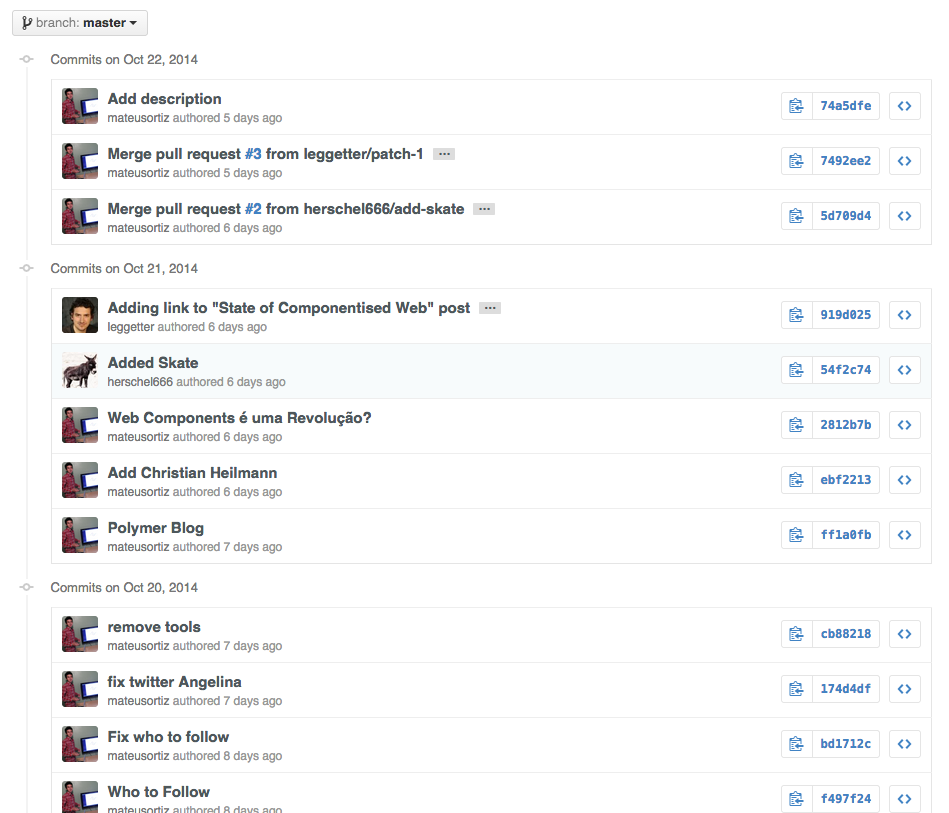 branch: master
Commits on Oct 22, 2014
Add description
mateusortiz authored 5 days ago
74a5dfe
Merge pull request #3 from leggetter/patch-1 ...
mateusortiz authored 5 days ago
7492ee2
Merge pull request #2 from herschel666/add-skate ...
mateusortiz authored 6 days ago
5d709d4
Commits on Oct 21, 2014
Adding link to "State of Componentised Web" post ...
leggetter authored 6 days ago
919d025
Added Skate
herschel666 authored 6 days ago
54f2c74
Web Components é uma Revolução?
mateusortiz authored 6 days ago
2812b7b
Add Christian Heilmann
mateusortiz authored 6 days ago
ebf2213
Polymer Blog
mateusortiz authored 7 days ago
ff1a0fb
Commits on Oct 20, 2014
remove tools
mateusortiz authored 7 days ago
cb88218
fix twitter Angelina
mateusortiz authored 7 days ago
174d4df
Fix who to follow
mateusortiz authored 8 days ago
bd1712c
Who to Follow
mateusortiz authored 8 days ago
f497f24